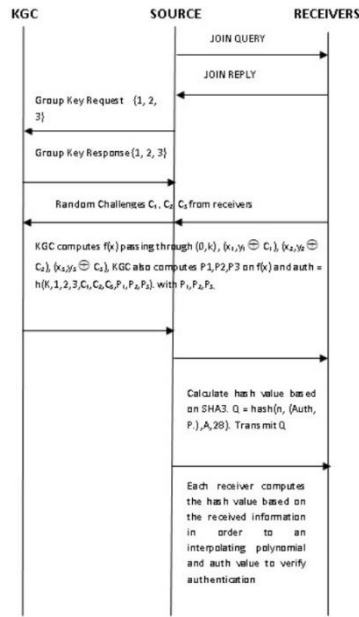 KGC SOURCE RECEIVERS
JOIN QUERY
JOIN REPLY
Group Key Request {1, 2,
3}
Group Key Response{1, 2, 3}
Random Challenges C₁, C₂ C₃ from receivers
KGC computes f(x) passing through (0,k), (x₁,y₁ ⊕ C₁), (x₂,y₂ ⊕
C₂), (x₃,y₃ ⊕ C₃), KGC also computes P1,P2,P3 on f(x) and auth =
h(K,1,2,3,C₁,C₂,C₃,P₁,P₂,P₃). with P₁,P₂,P₃.
Calculate hash value based
on SHA3. Q = hash(n, (Auth,
P.),A,28). Transmit Q
Each receiver computes
the hash value based on
the received information
in order to an
interpolating polynomial
and auth value to verify
authentication